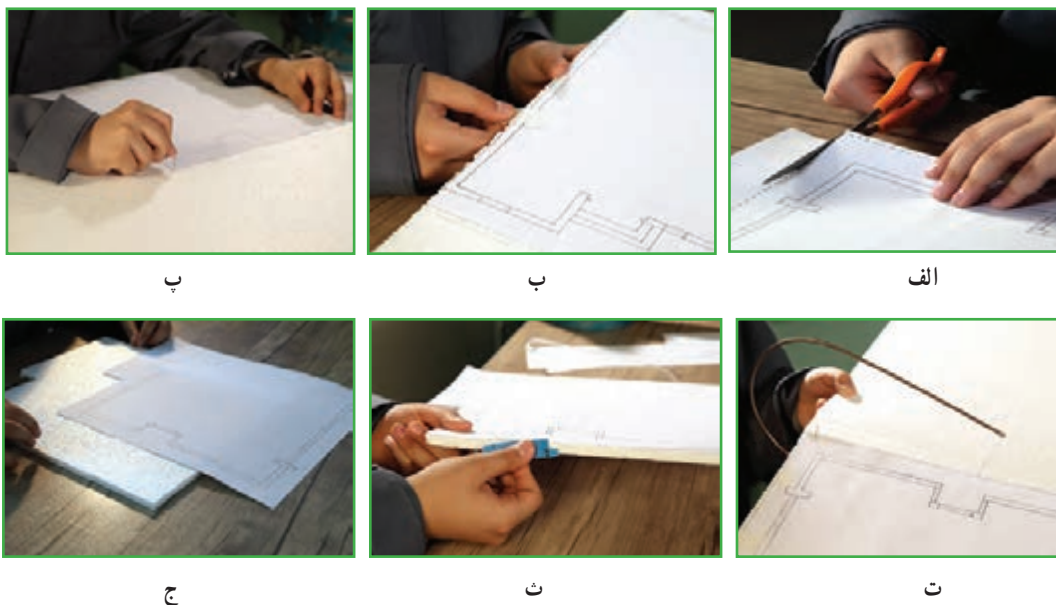 الف ب پ
ت ث ج